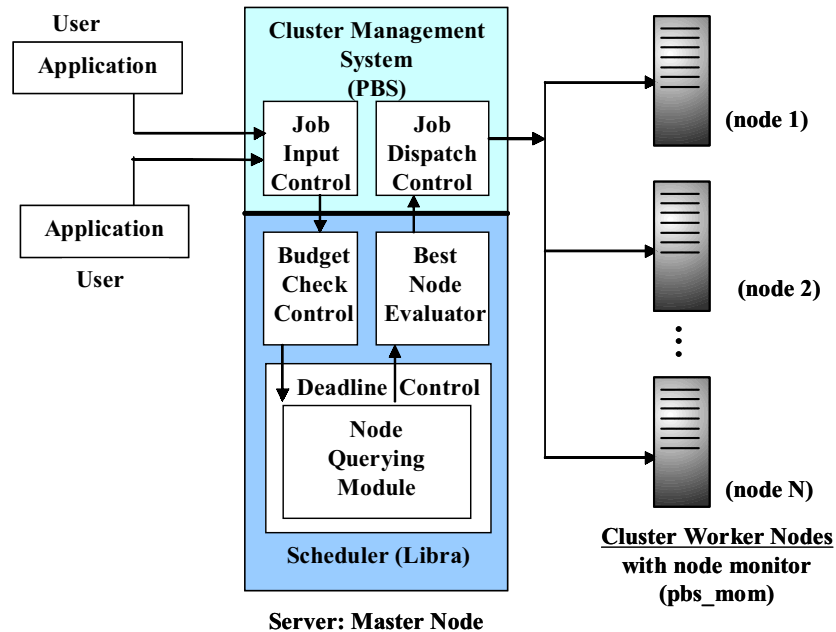 User
Application
Application
User
Cluster Management
System
(PBS)
Job
Input
Control
Job
Dispatch
Control
Budget
Check
Control
Best
Node
Evaluator
Deadline Control
Node
Querying
Module
Scheduler (Libra)
Server: Master Node
(node 1)
(node 2)
(node N)
Cluster Worker Nodes
with node monitor
(pbs_mom)